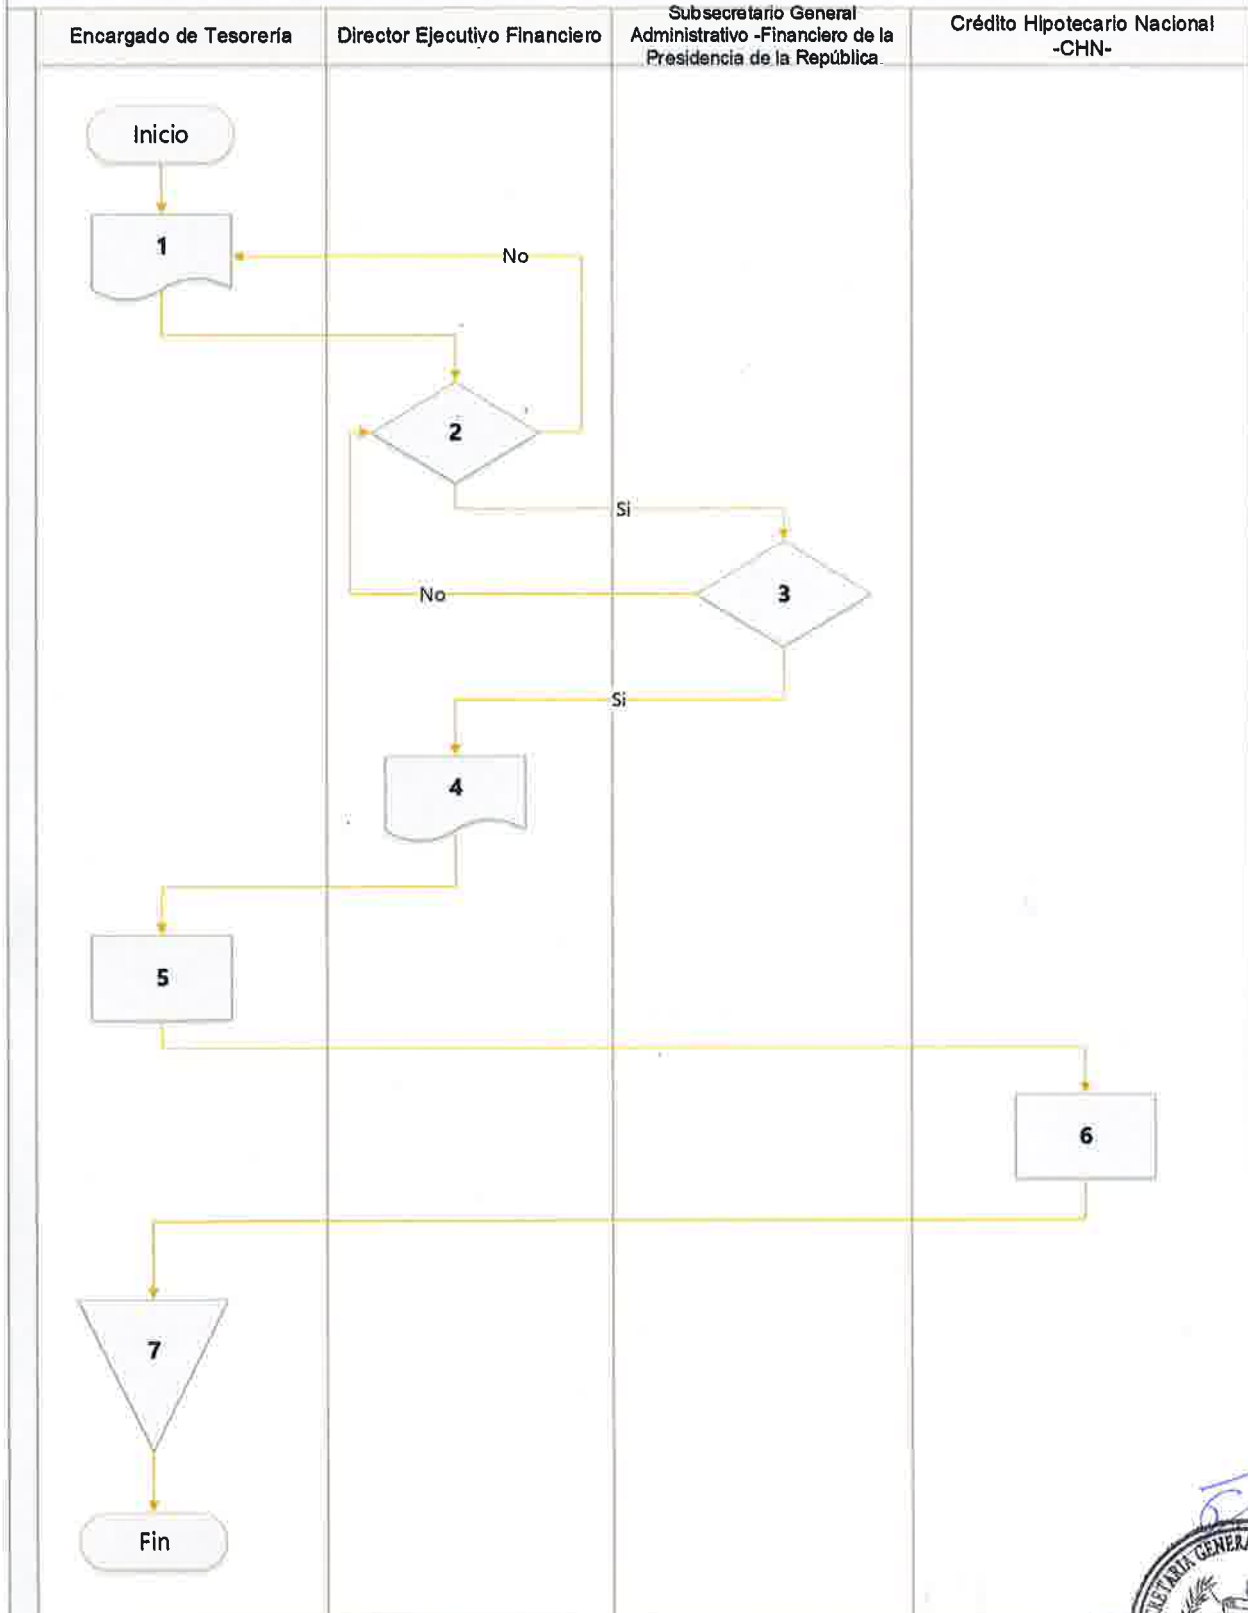 Encargado de Tesorería
Director Ejecutivo Financiero
Subsecretario General
Administrativo -Financiero de la
Presidencia de la República
Crédito Hipotecario Nacional
-CHN-
Inicio
1
No
2
Si
No
3
Si
4
5
6
7
Fin